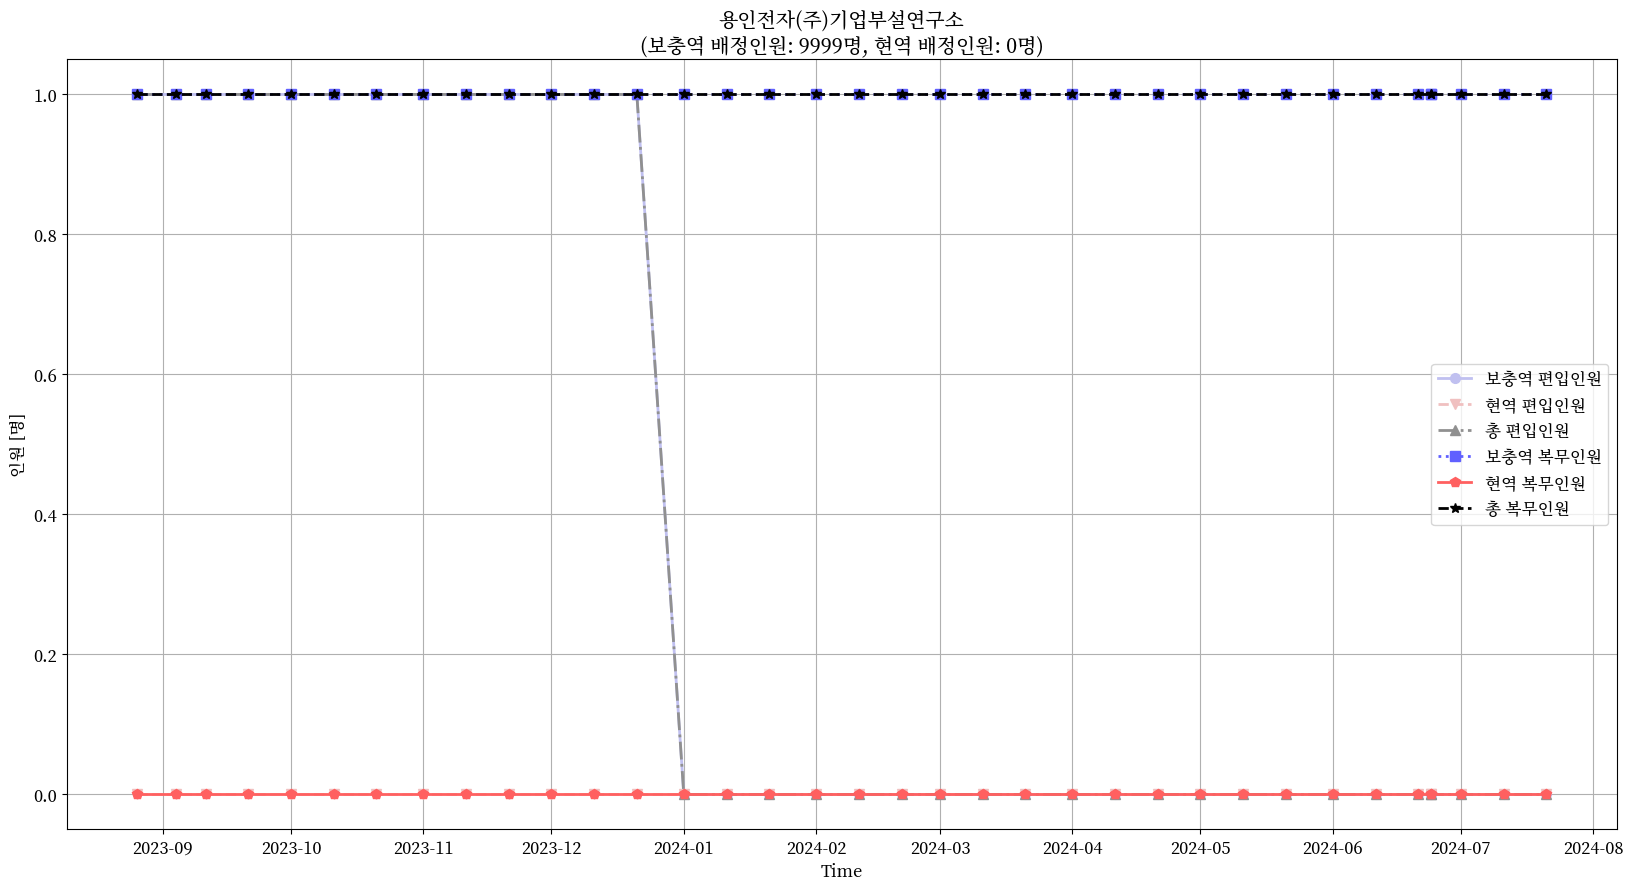 용인전자(주)기업부설연구소
(보충역 배정인원: 9999명, 현역 배정인원: 0명)
인원 [명]
1.0
0.8
0.6
0.4
0.2
0.0
보충역 편입인원
현역 편입인원
총 편입인원
보충역 복무인원
현역 복무인원
총 복무인원
2023-09 2023-10 2023-11 2023-12 2024-01 2024-02 2024-03 2024-04 2024-05 2024-06 2024-07 2024-08
Time